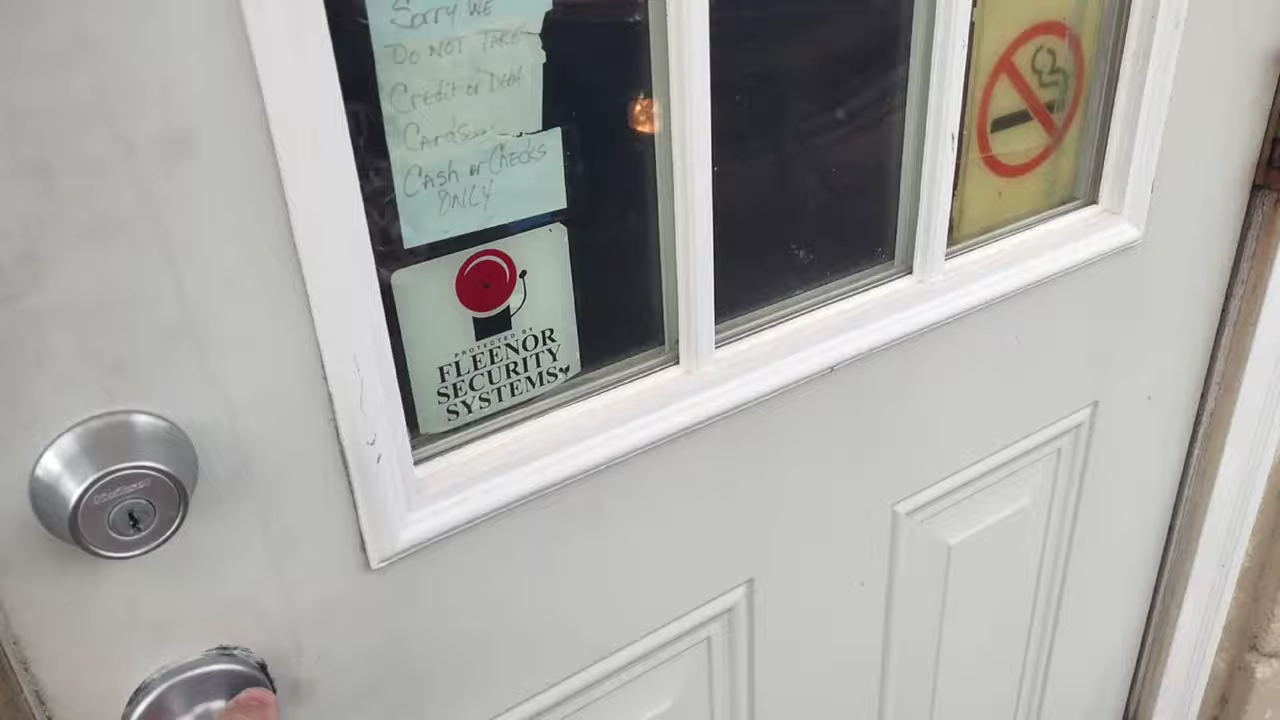 Sorry WE
DO NOT TAKE
Credit or Debit
Cards
Cash or Checks
ONLY
PROTECTED BY
FLEENOR
SECURITY
SYSTEMS